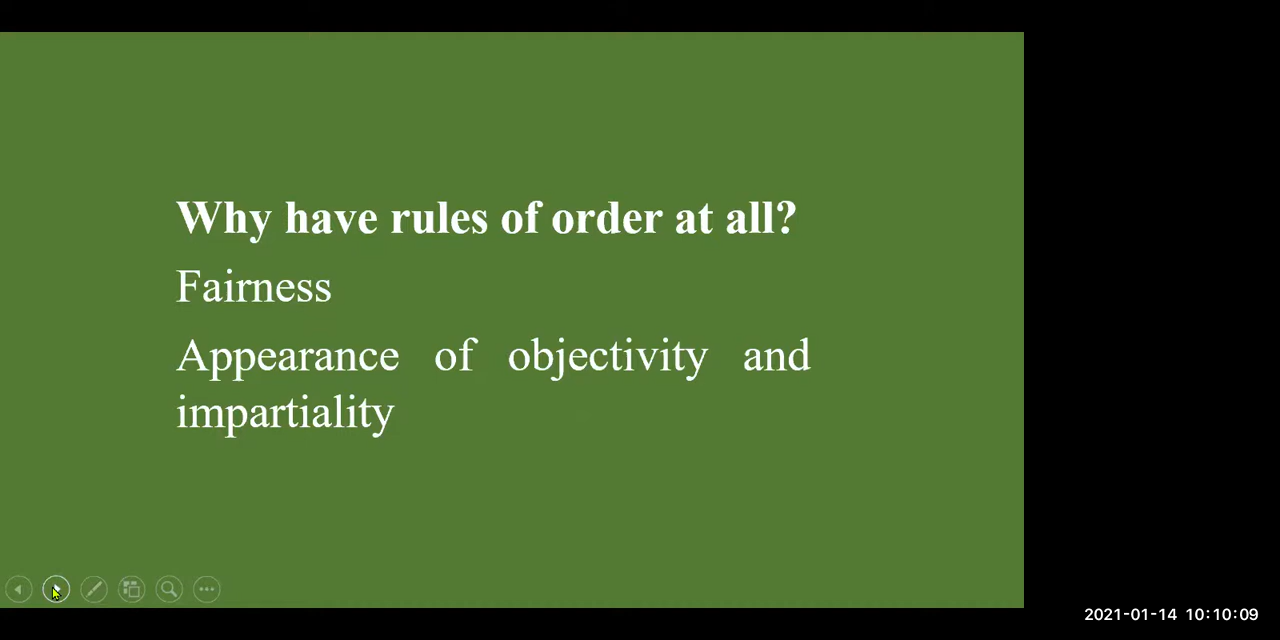 Why have rules of order at all?
Fairness
Appearance of objectivity and
impartiality
2021-01-14 10:10:09